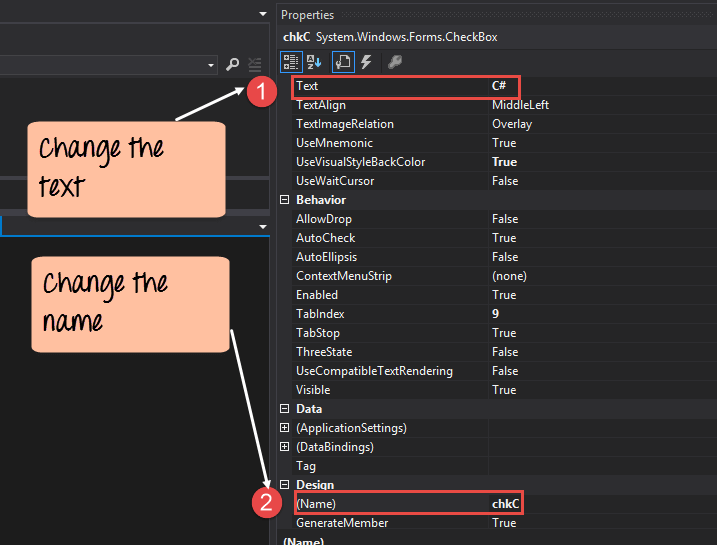 Properties
chkC System.Windows.Forms.CheckBox
1
Text C#
TextAlign MiddleLeft
TextImageRelation Overlay
UseMnemonic True
UseVisualStyleBackColor True
UseWaitCursor False
Behavior
AllowDrop False
AutoCheck True
AutoEllipsis False
ContextMenuStrip (none)
Enabled True
TabIndex 9
TabStop True
ThreeState False
UseCompatibleTextRendering False
Visible True
Data
(ApplicationSettings)
(DataBindings)
Tag
Design
2
(Name) chkC
GenerateMember True
(Name)
Change the
text
Change the
name